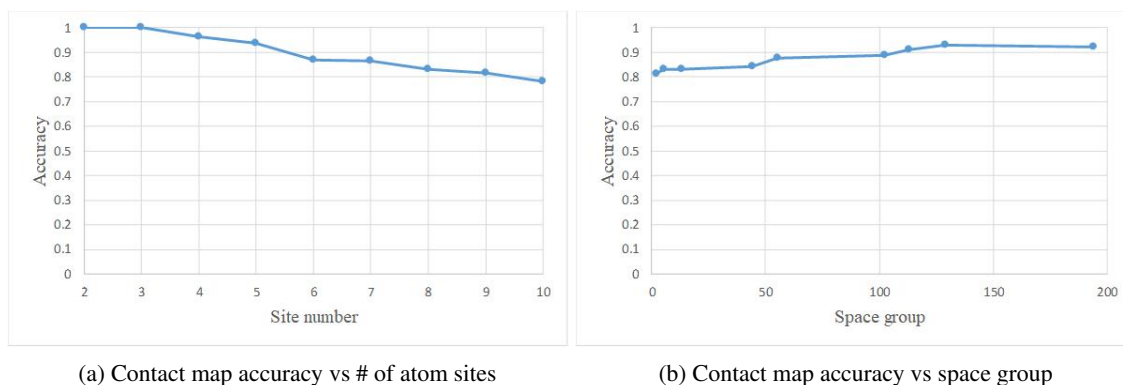 1
0.9
0.8
0.7
0.6
0.5
0.4
0.3
0.2
0.1
0
Accuracy
2 3 4 5 6 7 8 9 10
Site number
1
0.9
0.8
0.7
0.6
0.5
0.4
0.3
0.2
0.1
0
Accuracy
0 50 100 150 200
Space group
(a) Contact map accuracy vs # of atom sites
(b) Contact map accuracy vs space group